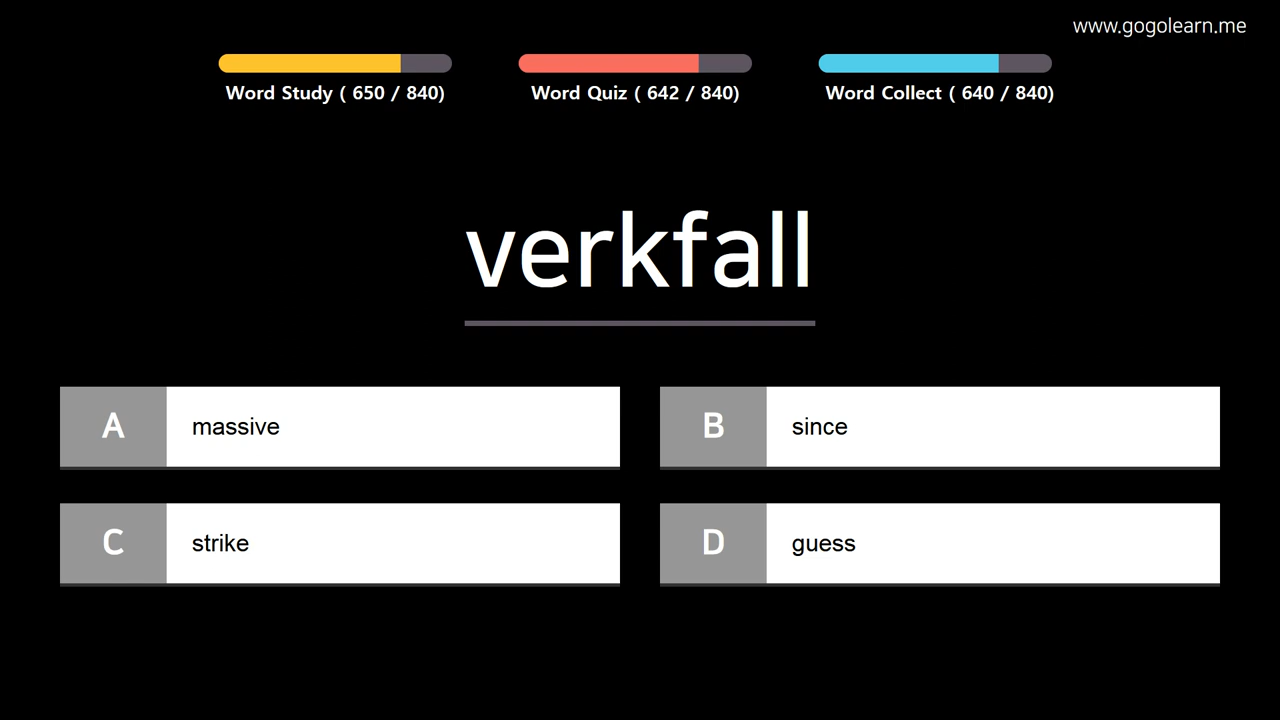 www.gogolearn.me
Word Study ( 650 / 840)
Word Quiz ( 642 / 840)
Word Collect ( 640 / 840)
verkfall
A massive
B since
C strike
D guess